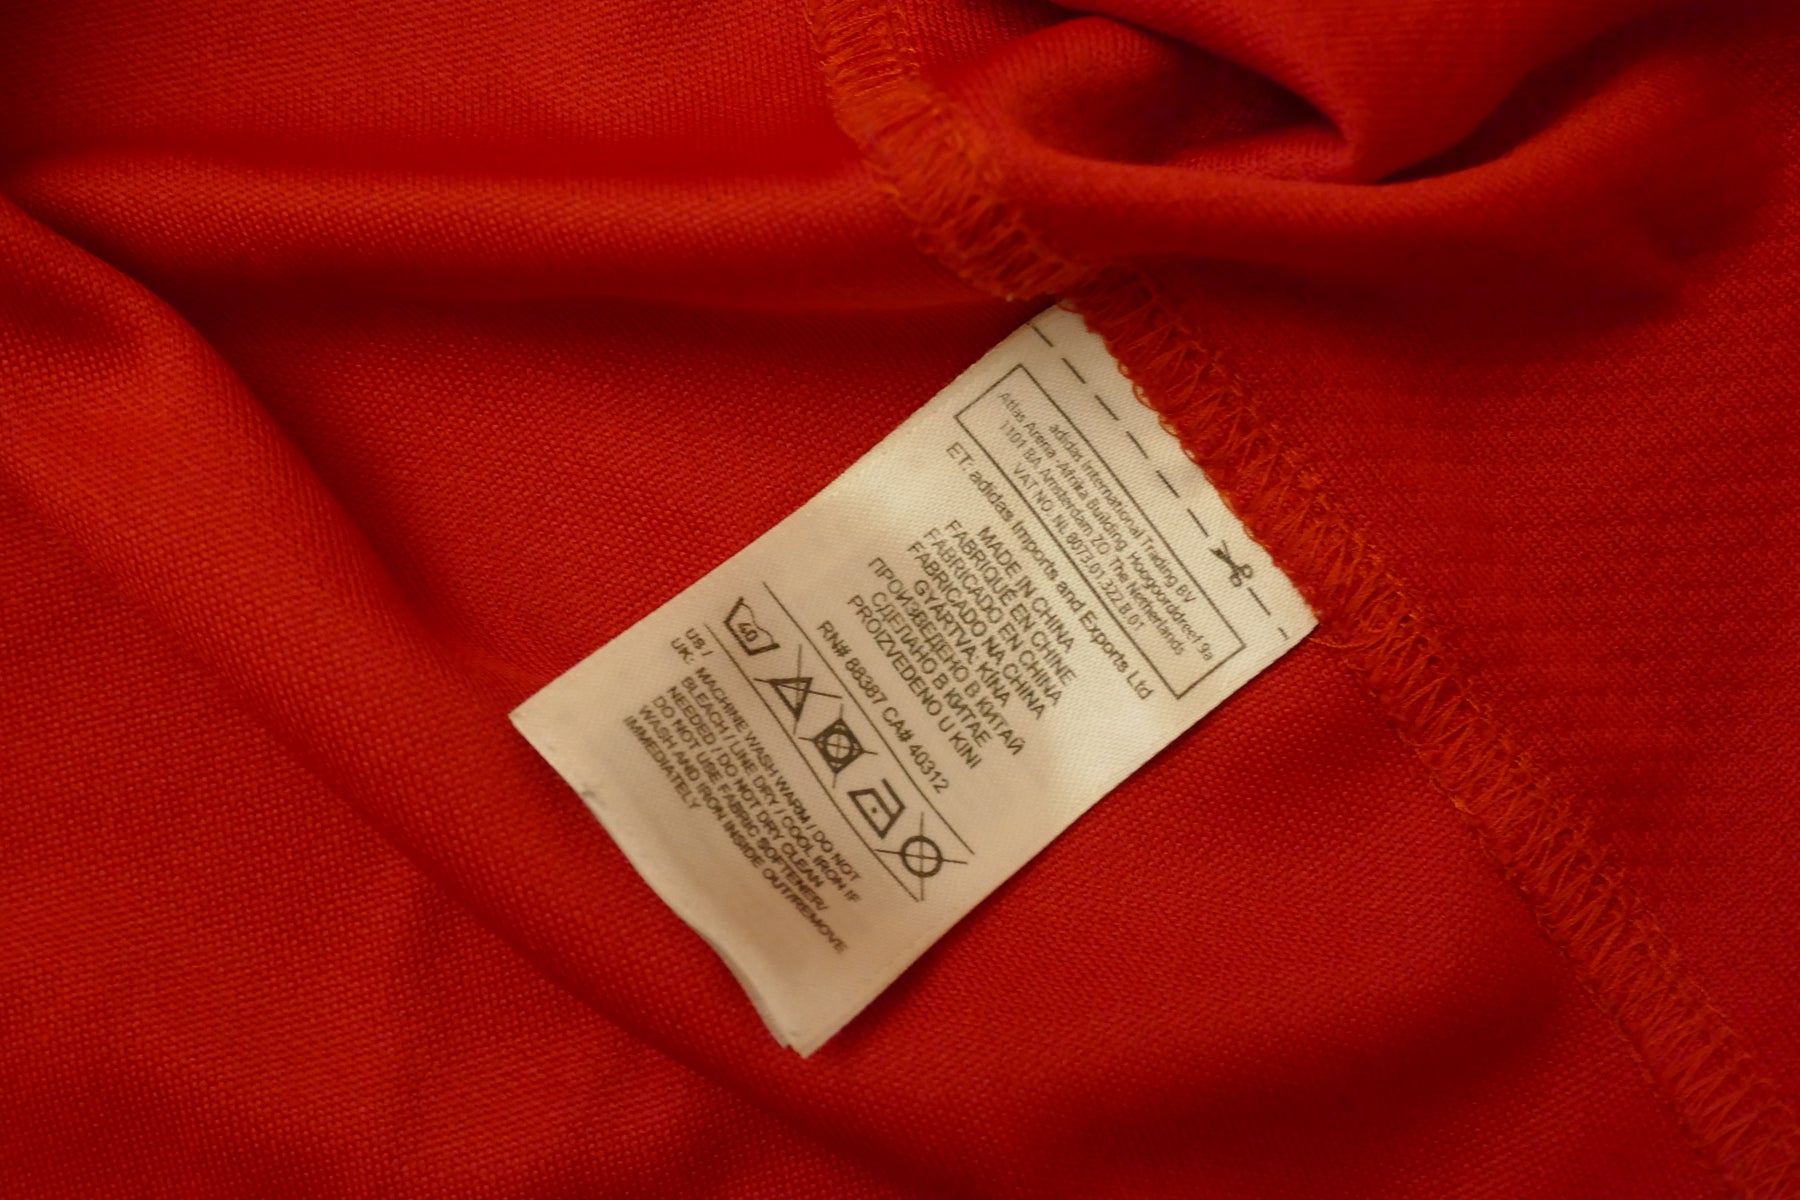 adidas International Trading BV
Atlas Arena - Afrika Building, Hoogoorddreef 9a
1101 BA Amsterdam ZO, The Netherlands
VAT NO. NL 8073.01.322.B.01
ET: adidas Imports and Exports Ltd
MADE IN CHINA
FABRIQUÉ EN CHINE
FABRICADO EN CHINA
FABRICADO NA CHINA
GYÁRTVA: KÍNA
ПРОИЗВЕДЕНО В КИТАЙ
СДЕЛАНО В КИТАЕ
PROIZVEDENO U KINI
RN# 88387 CA# 40312
40
US /
UK: MACHINE WASH WARM / DO NOT
BLEACH / LINE DRY / COOL IRON IF
NEEDED / DO NOT DRY CLEAN
DO NOT USE FABRIC SOFTENER/
WASH AND IRON INSIDE OUT/REMOVE
IMMEDIATELY